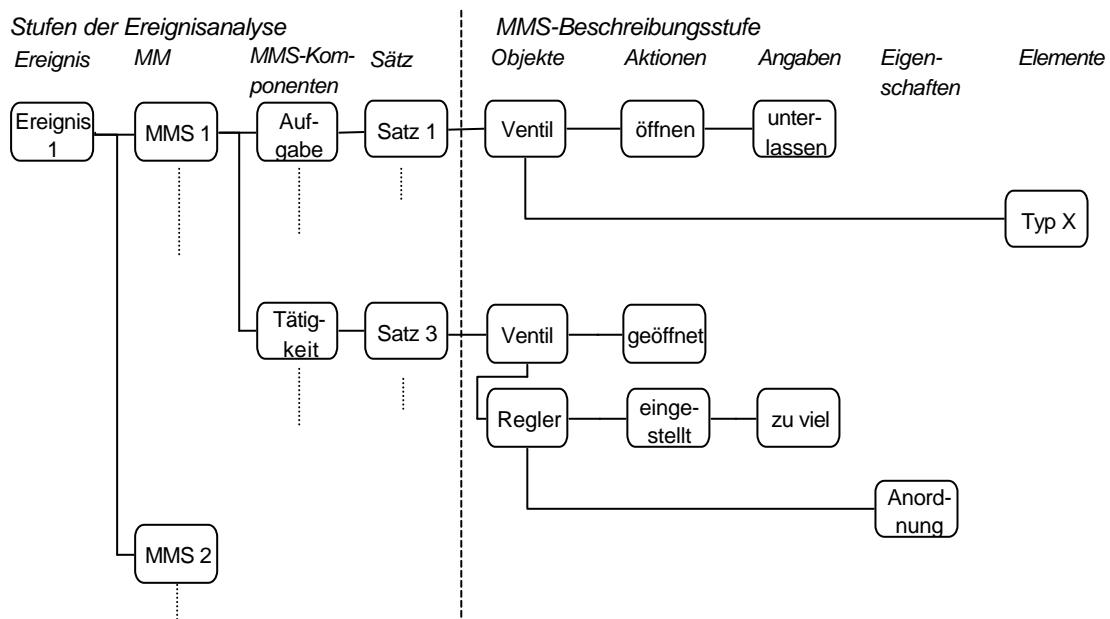 Stufen der Ereignisanalyse
MMS-Beschreibungsstufe
Ereignis
MM
MMS-Kom-
ponenten
Sätz
Objekte
Aktionen
Angaben
Eigen-
schaften
Elemente
Ereignis
1
MMS 1
Auf-
gabe
Satz 1
Ventil
öffnen
unter-
lassen
Typ X
Tätig-
keit
Satz 3
Ventil
geöffnet
Regler
einge-
stellt
zu viel
Anord-
nung
MMS 2